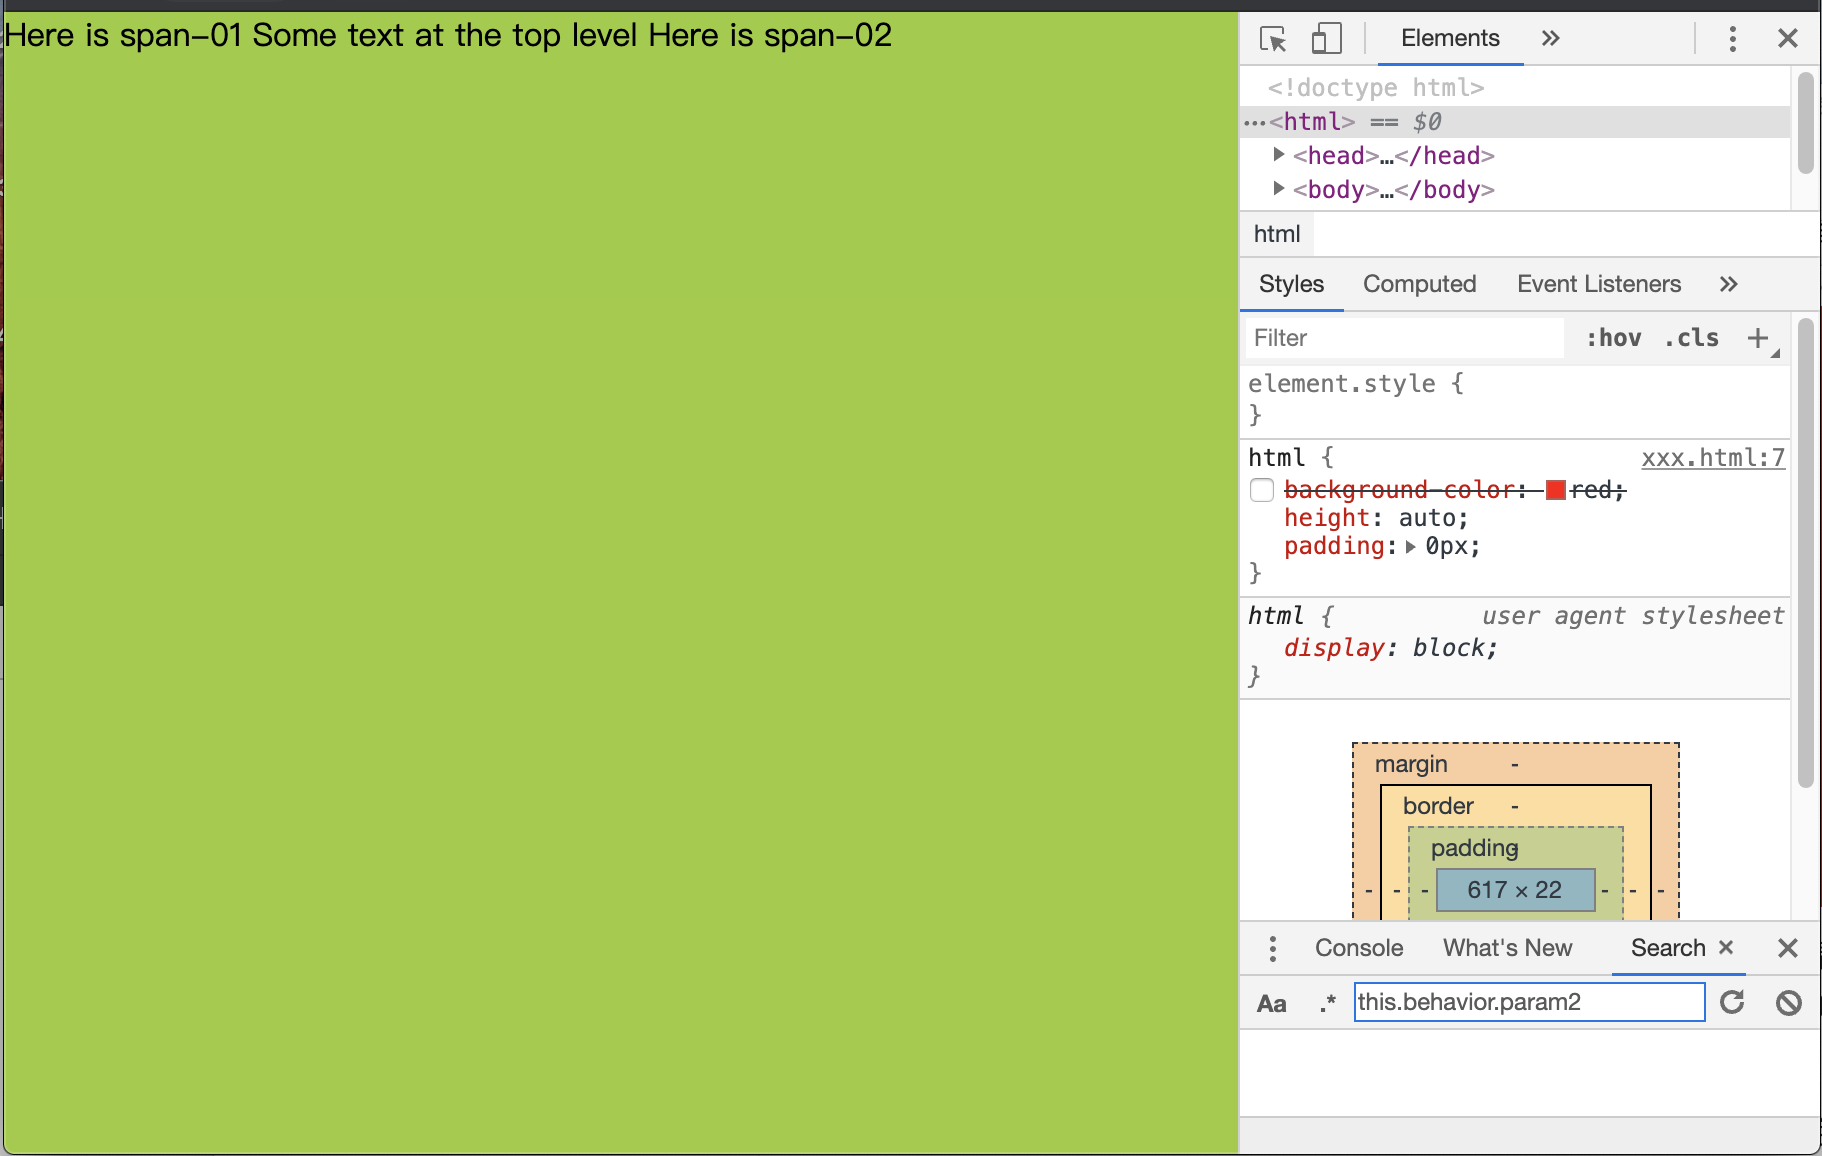 Here is span-01 Some text at the top level Here is span-02
Elements
<!doctype html>
…<html> == $0
<head>…</head>
<body>…</body>
html
Styles Computed Event Listeners
Filter :hov .cls +
element.style {
}
html { xxx.html:7
background-color: red;
height: auto;
padding: 0px;
}
html { user agent stylesheet
display: block;
}
margin -
border -
padding -
- - - 617 × 22 - - -
Console What's New Search ×
Aa .* this.behavior.param2